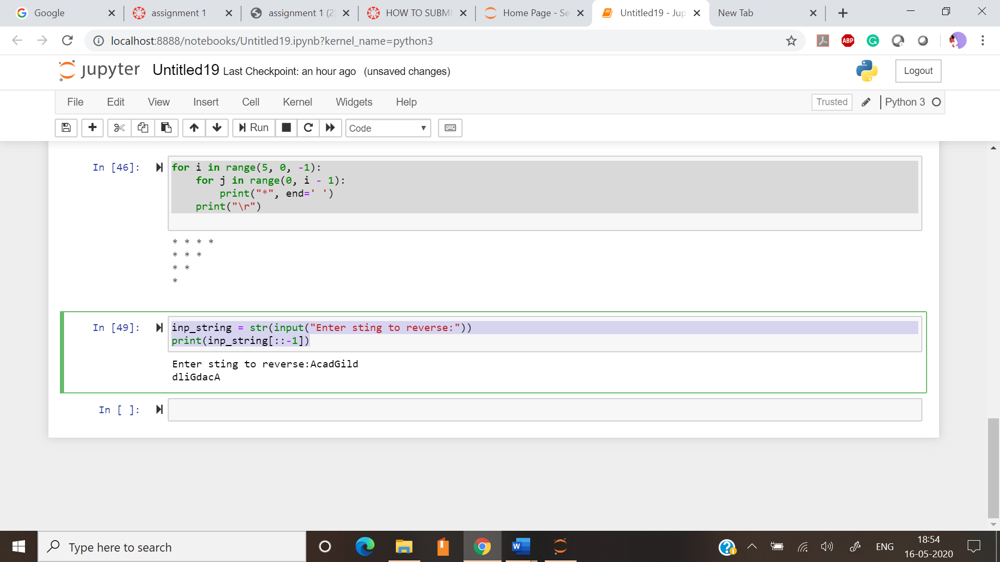 Google
assignment 1
assignment 1 (2)
HOW TO SUBMI
Home Page - Se
Untitled19 - Jup
New Tab
localhost:8888/notebooks/Untitled19.ipynb?kernel_name=python3
ABP
jupyter Untitled19 Last Checkpoint: an hour ago (unsaved changes)
Logout
File Edit View Insert Cell Kernel Widgets Help
Trusted
Python 3
Run
Code
In [46]:
for i in range(5, 0, -1):
    for j in range(0, i - 1):
        print("*", end=' ')
    print("\r")
* * * *
* * *
* *
*
In [49]:
inp_string = str(input("Enter sting to reverse:"))
print(inp_string[::-1])
Enter sting to reverse:AcadGild
dliGdacA
In [ ]:
Type here to search
W
ENG
18:54
16-05-2020